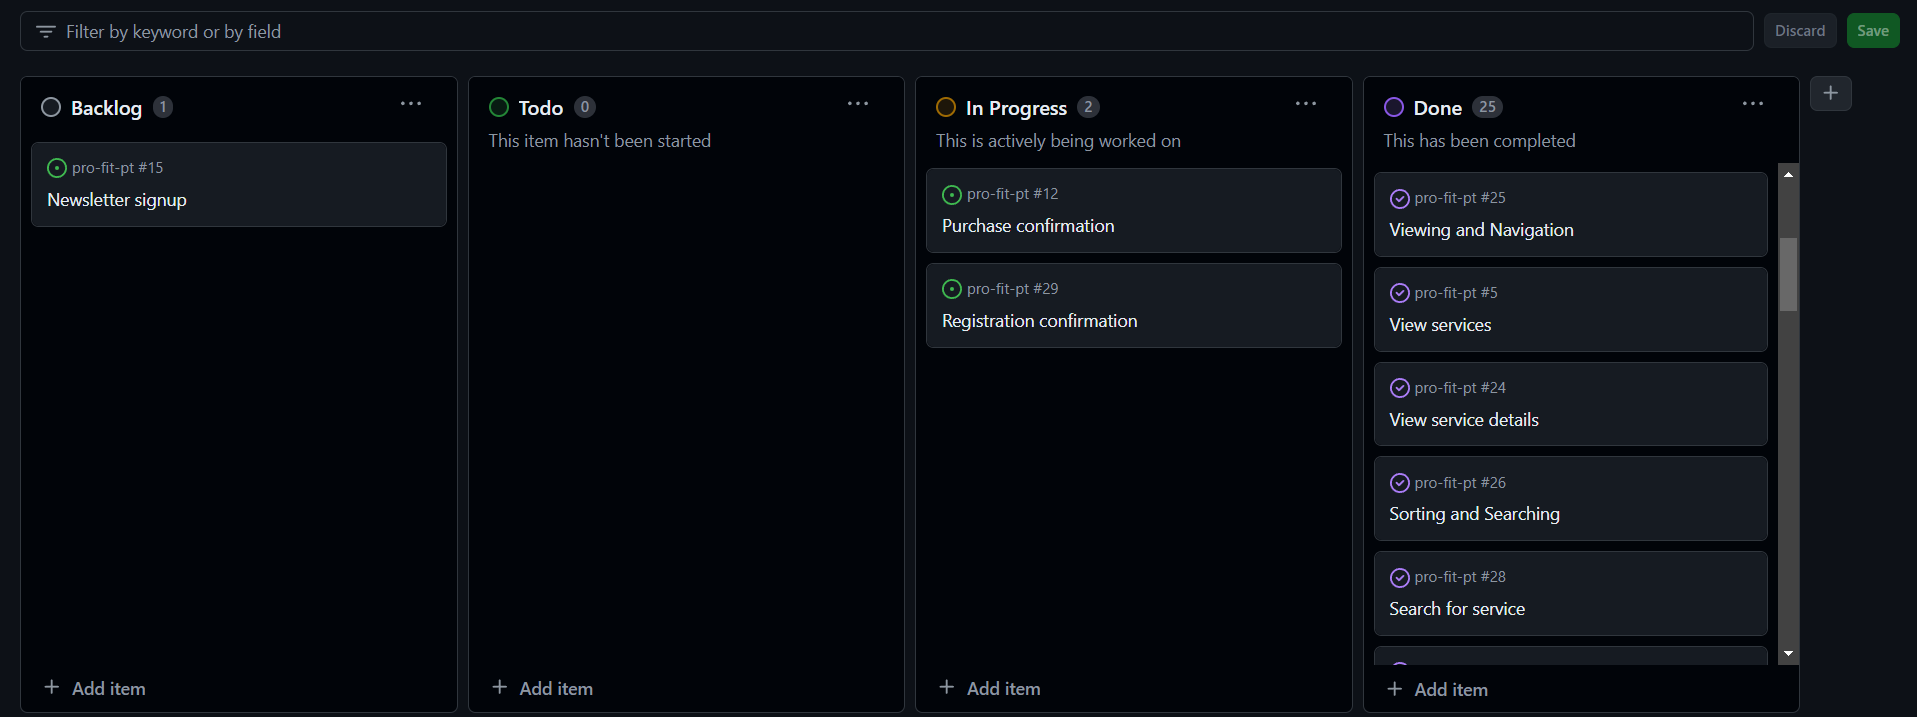 Filter by keyword or by field
Discard
Save
Backlog 1
pro-fit-pt #15
Newsletter signup
Add item
Todo 0
This item hasn't been started
Add item
In Progress 2
This is actively being worked on
pro-fit-pt #12
Purchase confirmation
pro-fit-pt #29
Registration confirmation
Add item
Done 25
This has been completed
pro-fit-pt #25
Viewing and Navigation
pro-fit-pt #5
View services
pro-fit-pt #24
View service details
pro-fit-pt #26
Sorting and Searching
pro-fit-pt #28
Search for service
Add item